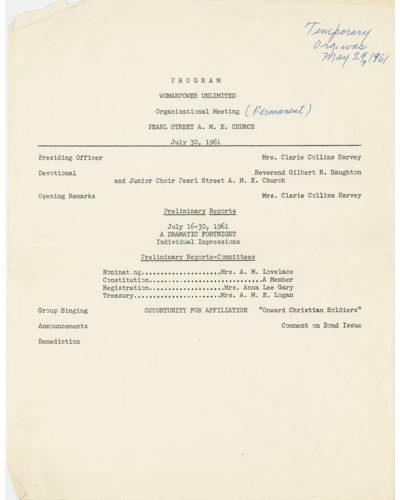 Temporary
Org. was
May 29, 1961
PROGRAM
WOMANPOWER UNLIMITED
Organizational Meeting (Permanent)
PEARL STREET A. M. E. CHURCH
July 30, 1961
Presiding Officer Mrs. Clarie Collins Harvey
Devotional Reverend Gilbert R. Haughton
and Junior Choir Pearl Street A. M. E. Church
Opening Remarks Mrs. Clarie Collins Harvey
Preliminary Reports
July 16-30, 1961
A DRAMATIC FORTNIGHT
Individual Impressions
Preliminary Reports-Committees
Nominating.....................Mrs. A. M. Lovelace
Constitution.............................A Member
Registration....................Mrs. Anna Lee Gary
Treasury.......................Mrs. A. M. E. Logan
Group Singing OPPORTUNITY FOR AFFILIATION "Onward Christian Soldiers"
Announcements Comment on Bond Issue
Benediction